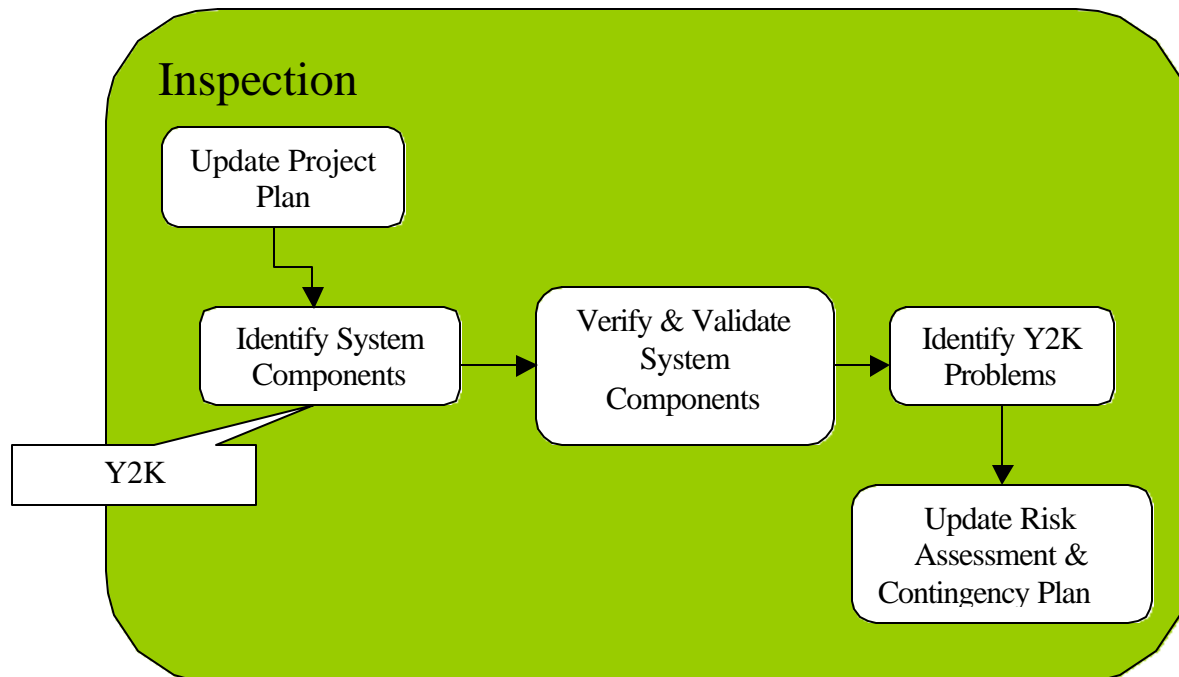 Inspection
Update Project
Plan
Identify System
Components
Verify & Validate
System
Components
Identify Y2K
Problems
Y2K
Update Risk
Assessment &
Contingency Plan